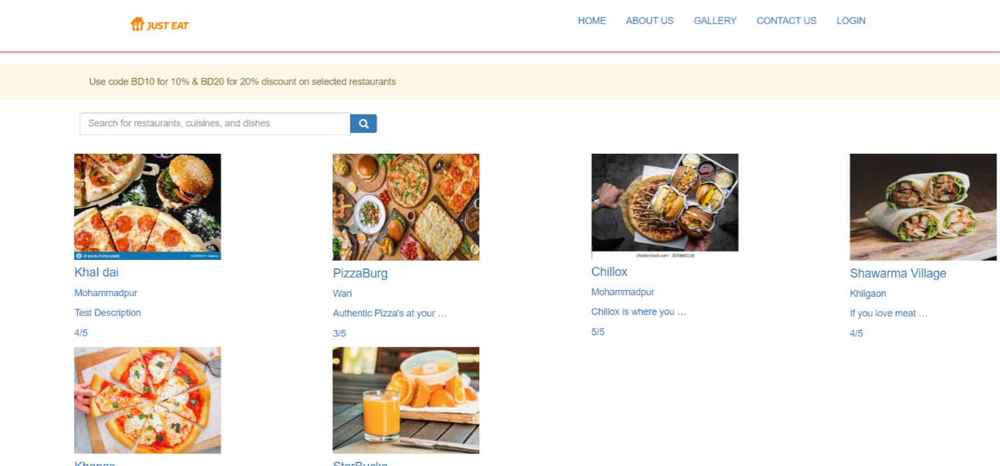 JUST EAT
HOME ABOUT US GALLERY CONTACT US LOGIN
Use code BD10 for 10% & BD20 for 20% discount on selected restaurants
Search for restaurants, cuisines, and dishes
dreamstime.com
shutterstock.com · 1870860118
Khal dai
Mohammadpur
Test Description
4/5
PizzaBurg
Wari
Authentic Pizza's at your …
3/5
Chillox
Mohammadpur
Chillox is where you …
5/5
Shawarma Village
Khilgaon
If you love meat …
4/5
StarBucks